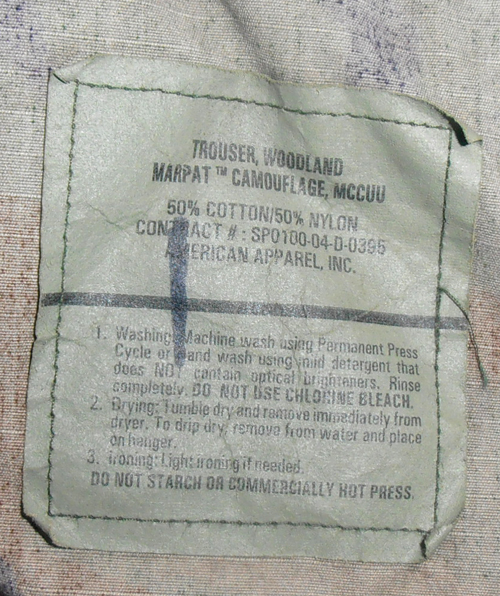 TROUSER, WOODLAND
MARPAT™ CAMOUFLAGE, MCCUU
50% COTTON/50% NYLON
CONTRACT #: SP0100-04-D-0395
AMERICAN APPAREL, INC.
1. Washing: Machine wash using Permanent Press
Cycle or hand wash using mild detergent that
does NOT contain optical brighteners. Rinse
completely. DO NOT USE CHLORINE BLEACH.
2. Drying: Tumble dry and remove immediately from
dryer. To drip dry, remove from water and place
on hanger.
3. Ironing: Light ironing if needed.
DO NOT STARCH OR COMMERCIALLY HOT PRESS.